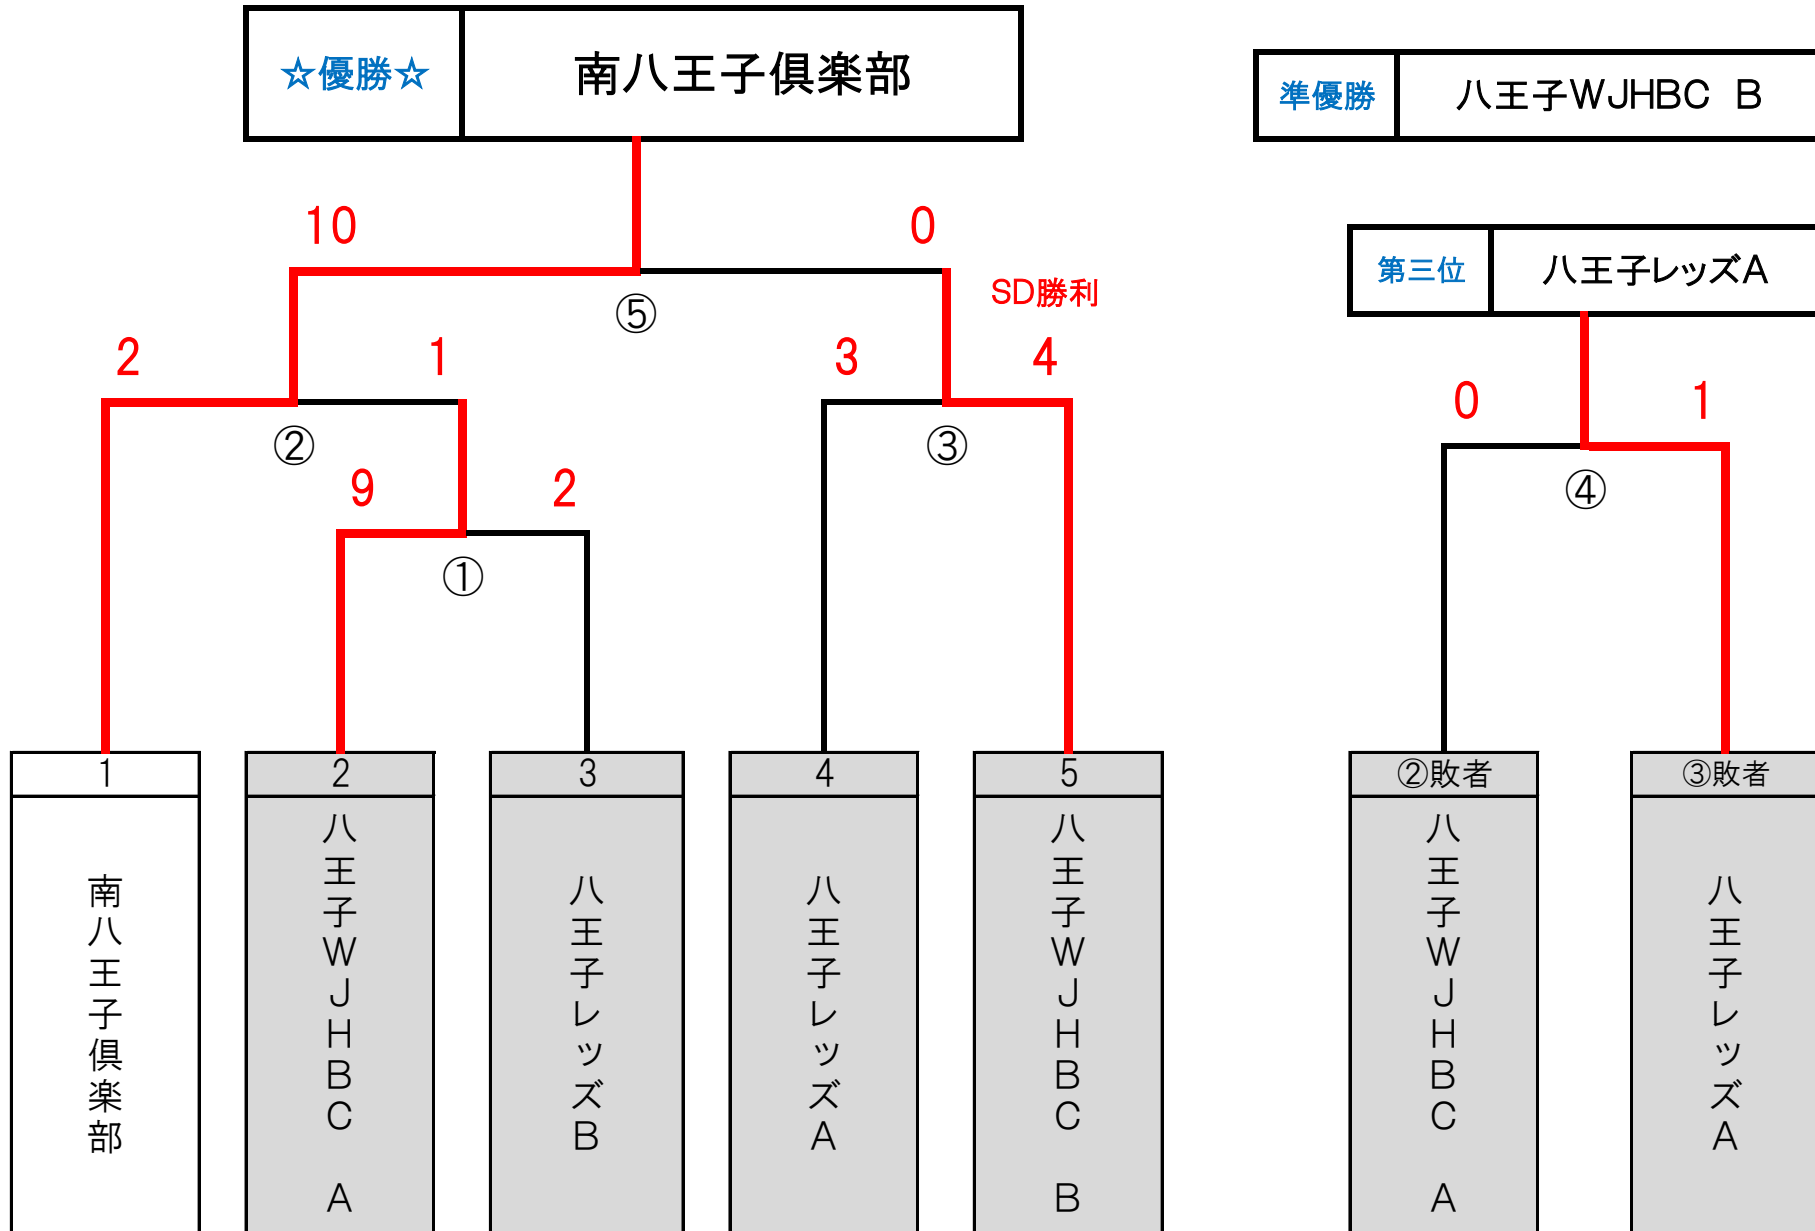 ☆優勝☆ 南八王子倶楽部
準優勝 八王子WJHBC B
第三位 八王子レッズA
10 0
SD勝利
⑤
2 1 3 4
0 1
② ③
④
9 2
①
1 2 3 4 5 ②敗者 ③敗者
南八王子倶楽部
八王子WJHBC A
八王子レッズB
八王子レッズA
八王子WJHBC B
八王子WJHBC A
八王子レッズA